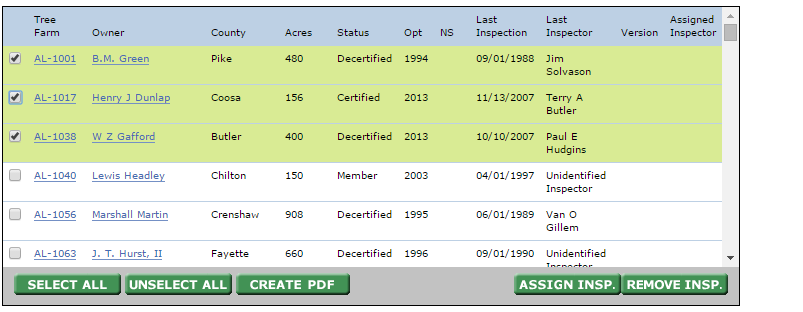 Tree Farm Owner County Acres Status Opt NS Last Inspection Last Inspector Version Assigned Inspector
AL-1001 B.M. Green Pike 480 Decertified 1994 09/01/1988 Jim Solvason
AL-1017 Henry J Dunlap Coosa 156 Certified 2013 11/13/2007 Terry A Butler
AL-1038 W Z Gafford Butler 400 Decertified 2013 10/10/2007 Paul E Hudgins
AL-1040 Lewis Headley Chilton 150 Member 2003 04/01/1997 Unidentified Inspector
AL-1056 Marshall Martin Crenshaw 908 Decertified 1995 06/01/1989 Van O Gillem
AL-1063 J. T. Hurst, II Fayette 660 Decertified 1996 09/01/1990 Unidentified Inspector
SELECT ALL UNSELECT ALL CREATE PDF ASSIGN INSP. REMOVE INSP.